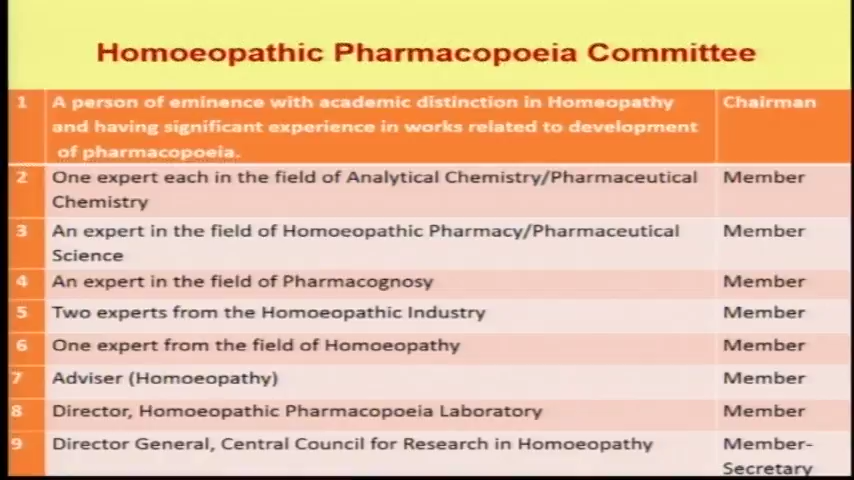 Homoeopathic Pharmacopoeia Committee
1 A person of eminence with academic distinction in Homeopathy Chairman
and having significant experience in works related to development
of pharmacopoeia.
2 One expert each in the field of Analytical Chemistry/Pharmaceutical Member
Chemistry
3 An expert in the field of Homoeopathic Pharmacy/Pharmaceutical Member
Science
4 An expert in the field of Pharmacognosy Member
5 Two experts from the Homoeopathic Industry Member
6 One expert from the field of Homoeopathy Member
7 Adviser (Homoeopathy) Member
8 Director, Homoeopathic Pharmacopoeia Laboratory Member
9 Director General, Central Council for Research in Homoeopathy Member-
Secretary